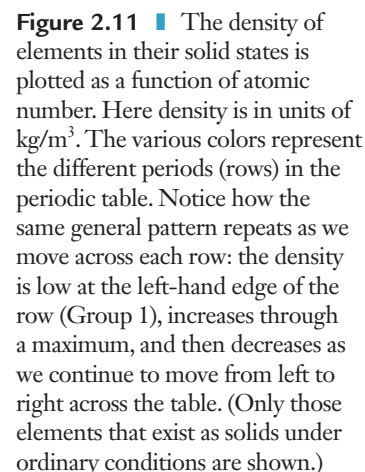 Figure 2.11 ▮ The density of
elements in their solid states is
plotted as a function of atomic
number. Here density is in units of
kg/m³. The various colors represent
the different periods (rows) in the
periodic table. Notice how the
same general pattern repeats as we
move across each row: the density
is low at the left-hand edge of the
row (Group 1), increases through
a maximum, and then decreases as
we continue to move from left to
right across the table. (Only those
elements that exist as solids under
ordinary conditions are shown.)